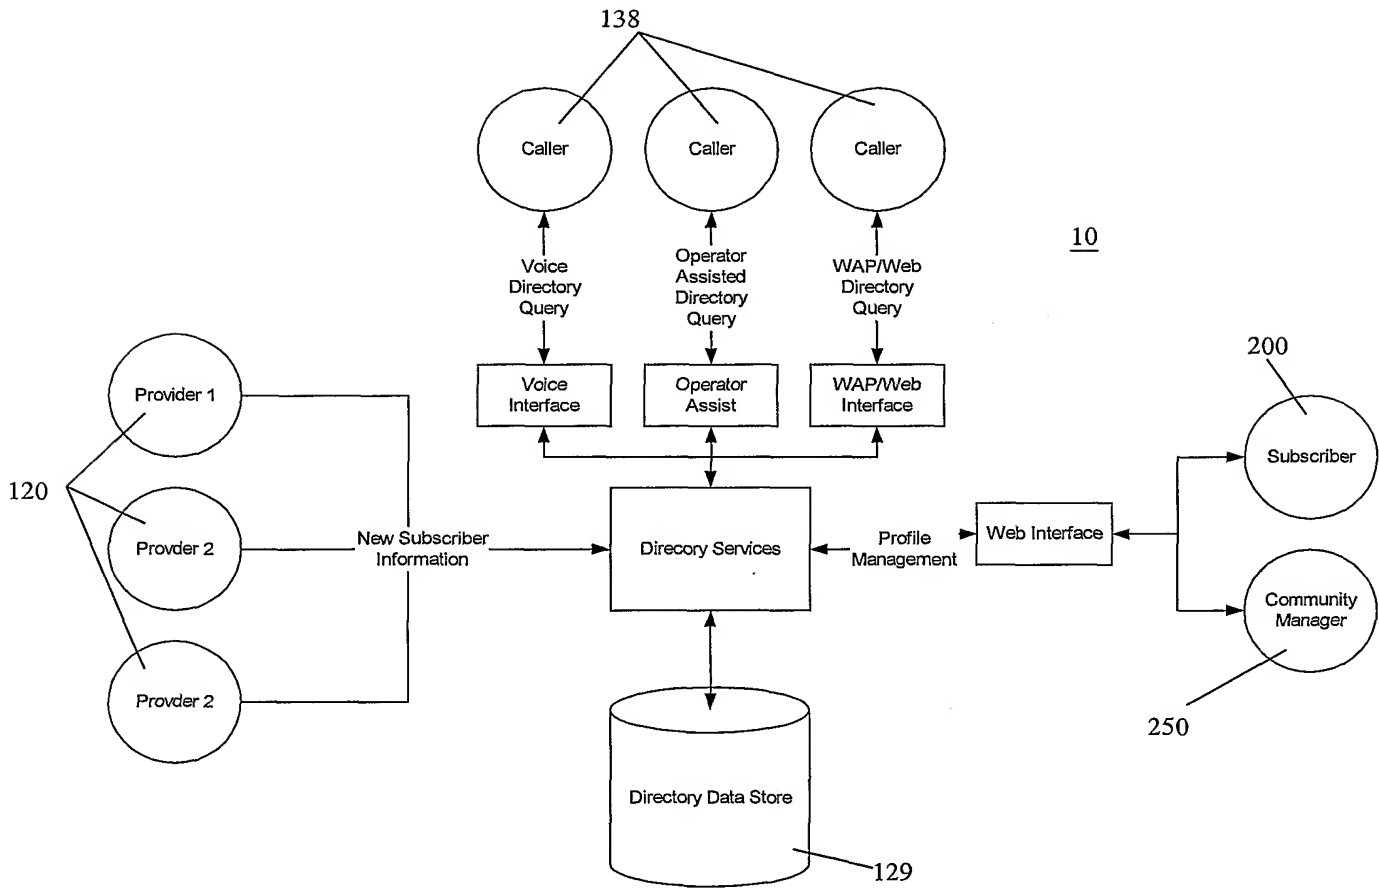 138
Caller
Caller
Caller
10
Voice
Directory
Query
Operator
Assisted
Directory
Query
WAP/Web
Directory
Query
Voice
Interface
Operator
Assist
WAP/Web
Interface
Provider 1
120
Provder 2
Provder 2
New Subscriber
Information
Direcory Services
Profile
Management
Web Interface
200
Subscriber
Community
Manager
250
Directory Data Store
129